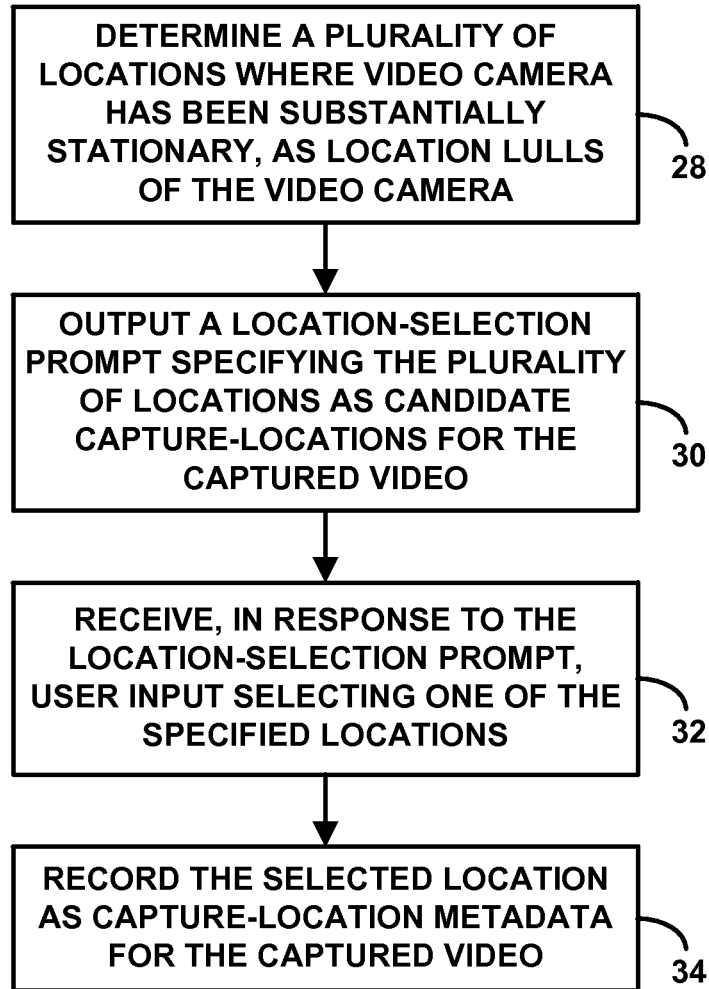 DETERMINE A PLURALITY OF
LOCATIONS WHERE VIDEO CAMERA
HAS BEEN SUBSTANTIALLY
STATIONARY, AS LOCATION LULLS
OF THE VIDEO CAMERA
28
OUTPUT A LOCATION-SELECTION
PROMPT SPECIFYING THE PLURALITY
OF LOCATIONS AS CANDIDATE
CAPTURE-LOCATIONS FOR THE
CAPTURED VIDEO
30
RECEIVE, IN RESPONSE TO THE
LOCATION-SELECTION PROMPT,
USER INPUT SELECTING ONE OF THE
SPECIFIED LOCATIONS
32
RECORD THE SELECTED LOCATION
AS CAPTURE-LOCATION METADATA
FOR THE CAPTURED VIDEO
34